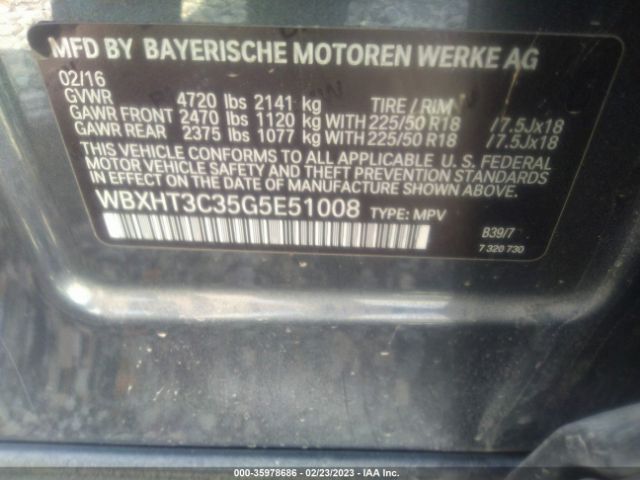 MFD BY BAYERISCHE MOTOREN WERKE AG
02/16
GVWR 4720 lbs 2141 kg TIRE / RIM
GAWR FRONT 2470 lbs 1120 kg WITH 225/50 R18 / 7.5Jx18
GAWR REAR 2375 lbs 1077 kg WITH 225/50 R18 / 7.5Jx18
THIS VEHICLE CONFORMS TO ALL APPLICABLE U. S. FEDERAL
MOTOR VEHICLE SAFETY AND THEFT PREVENTION STANDARDS
IN EFFECT ON THE DATE OF MANUFACTURE SHOWN ABOVE.
WBXHT3C35G5E51008 TYPE: MPV
B39/7
7 320 730
000-35978686 - 02/23/2023 - IAA Inc.